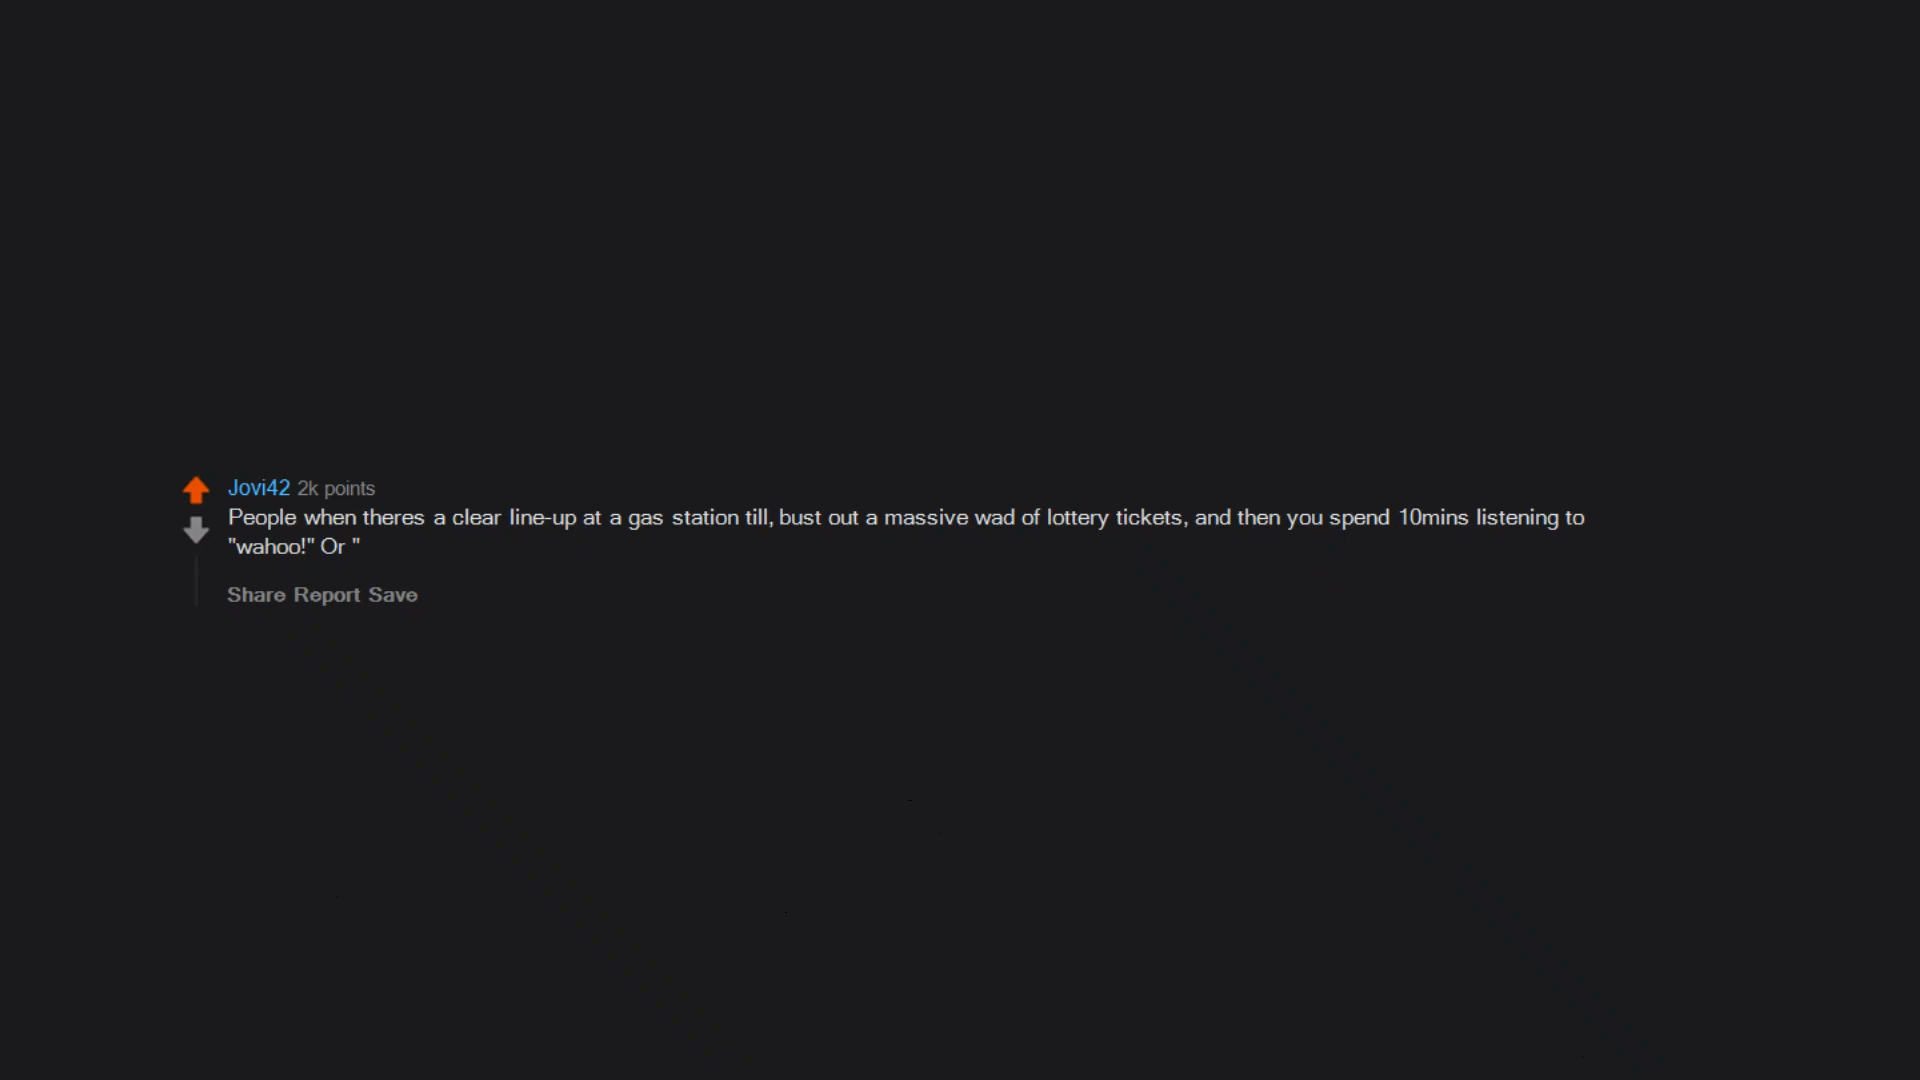 Jovi42 2k points
People when theres a clear line-up at a gas station till, bust out a massive wad of lottery tickets, and then you spend 10mins listening to
"wahoo!" Or "
Share Report Save